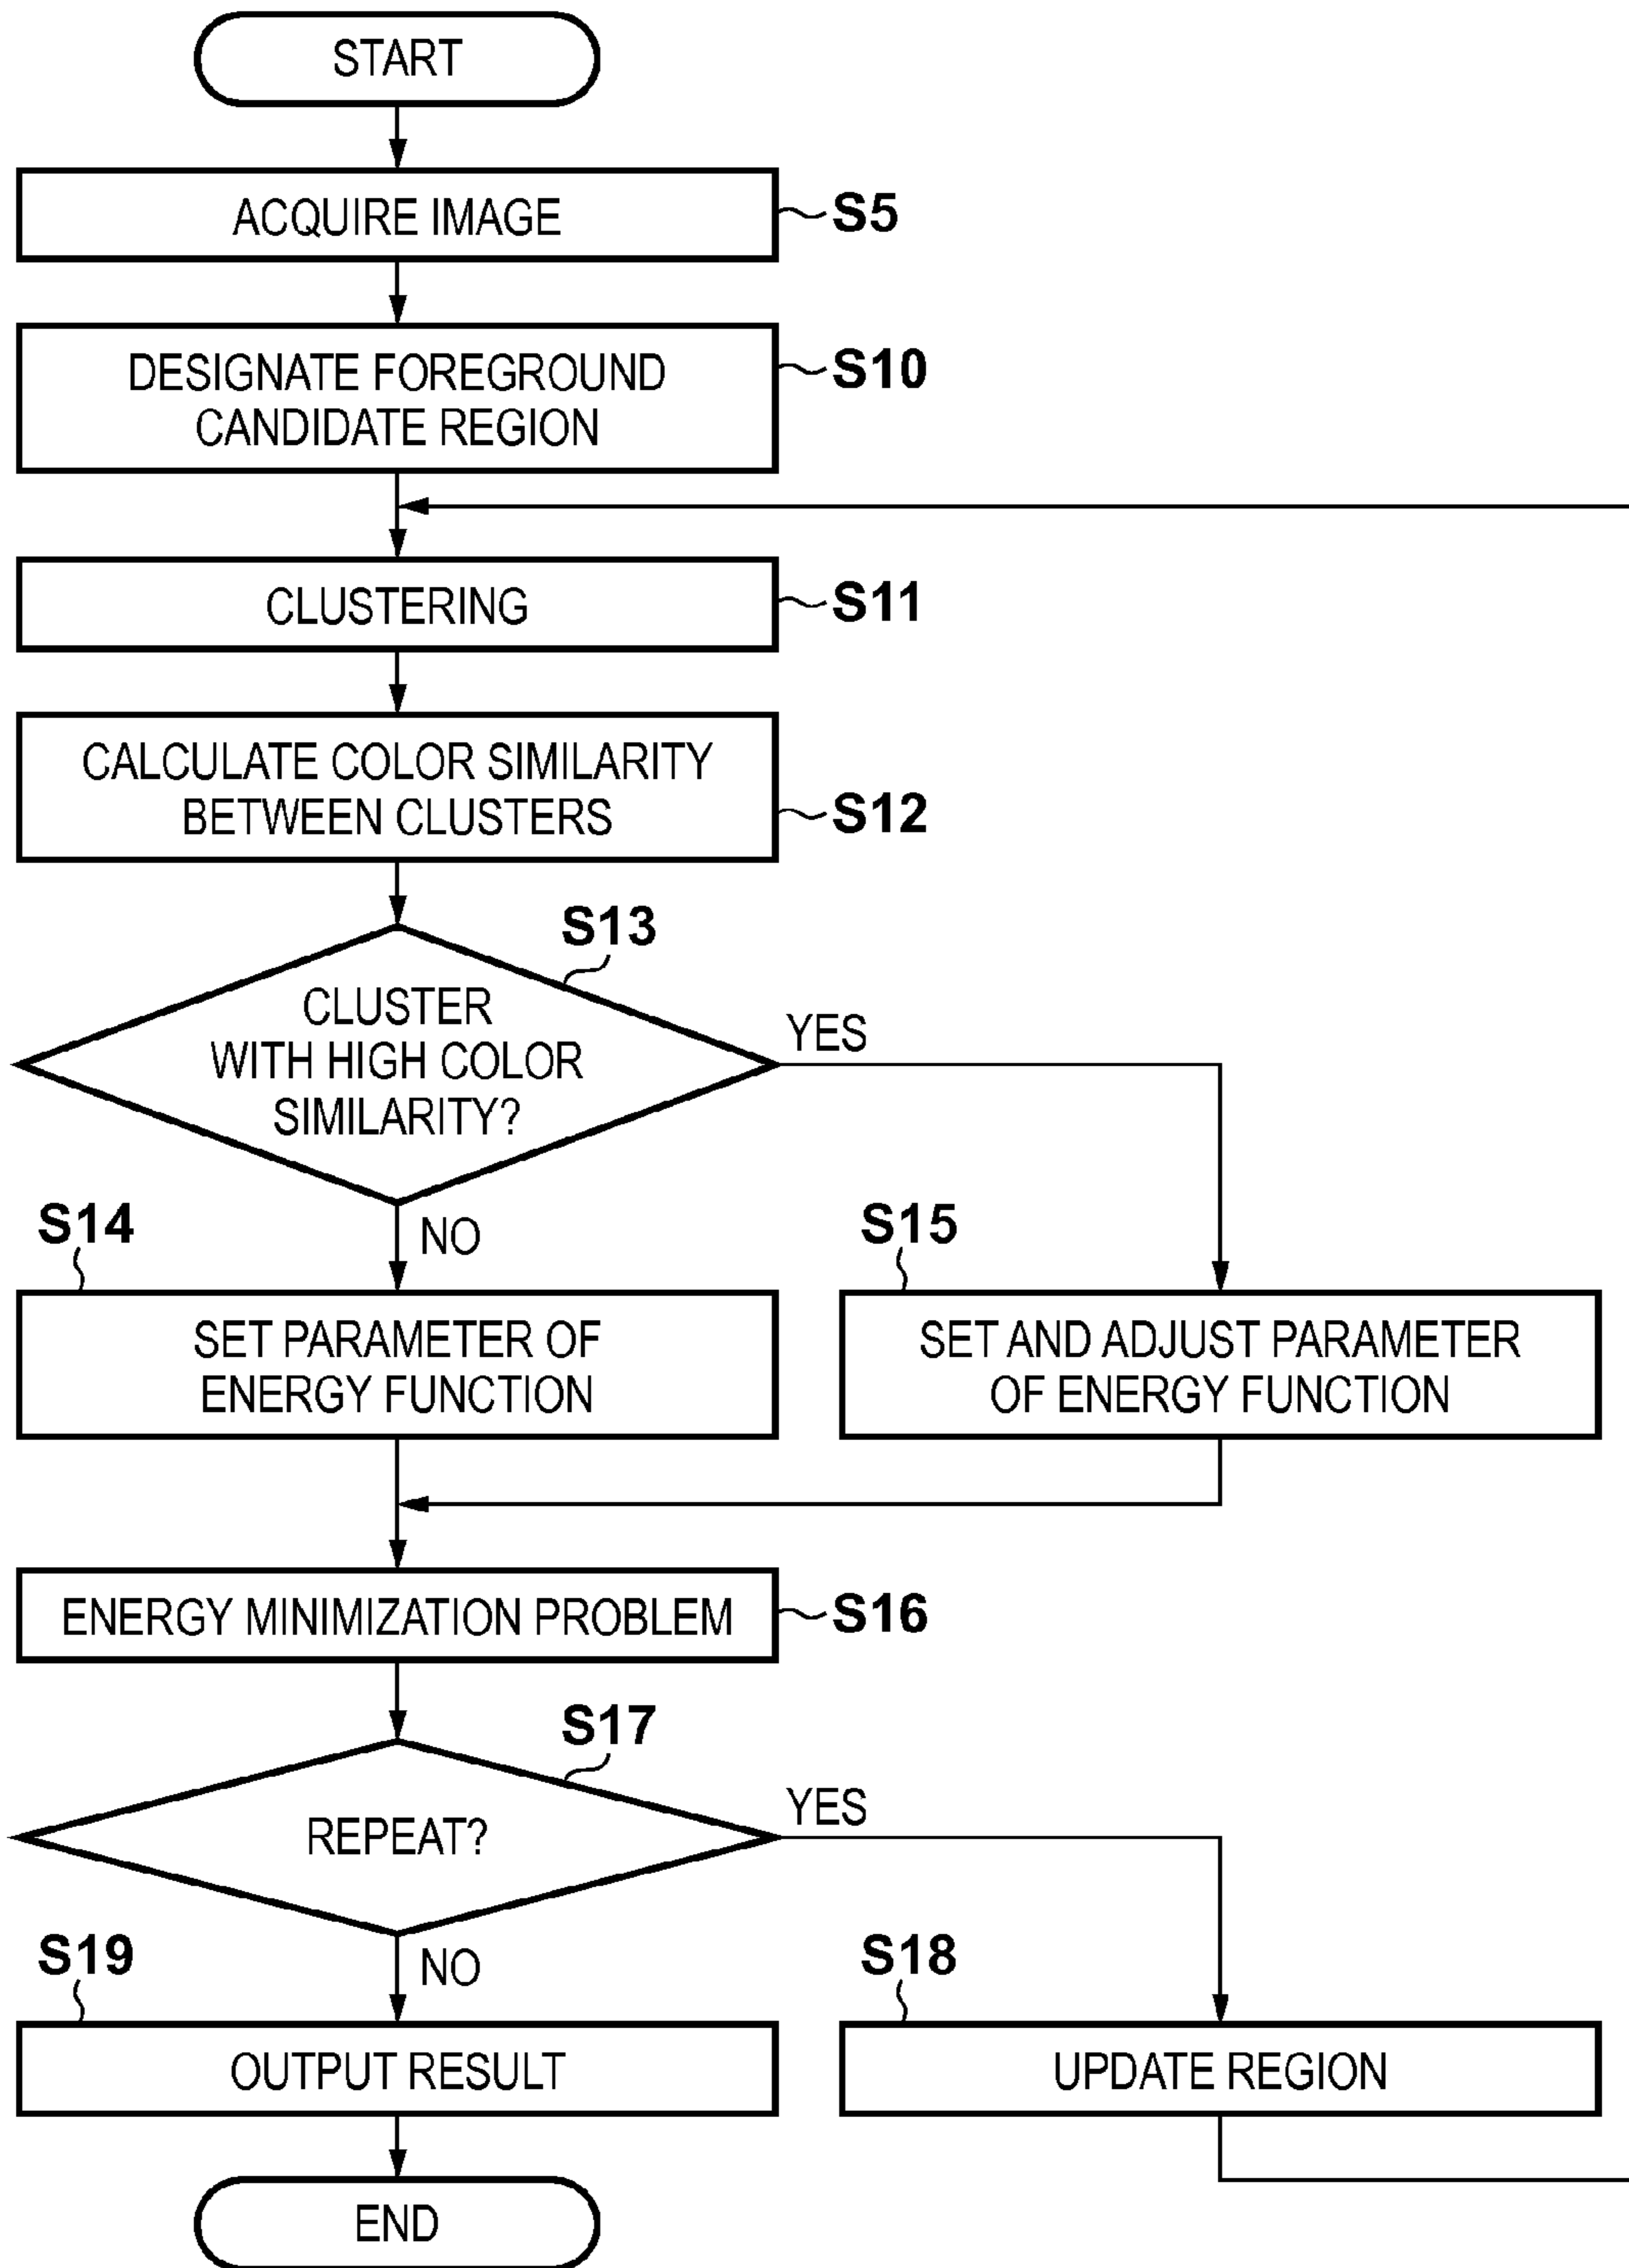 START
ACQUIRE IMAGE
S5
DESIGNATE FOREGROUND
CANDIDATE REGION
S10
CLUSTERING
S11
CALCULATE COLOR SIMILARITY
BETWEEN CLUSTERS
S12
S13
CLUSTER
WITH HIGH COLOR
SIMILARITY?
YES
NO
S14
SET PARAMETER OF
ENERGY FUNCTION
S15
SET AND ADJUST PARAMETER
OF ENERGY FUNCTION
ENERGY MINIMIZATION PROBLEM
S16
S17
REPEAT?
YES
NO
S19
OUTPUT RESULT
S18
UPDATE REGION
END